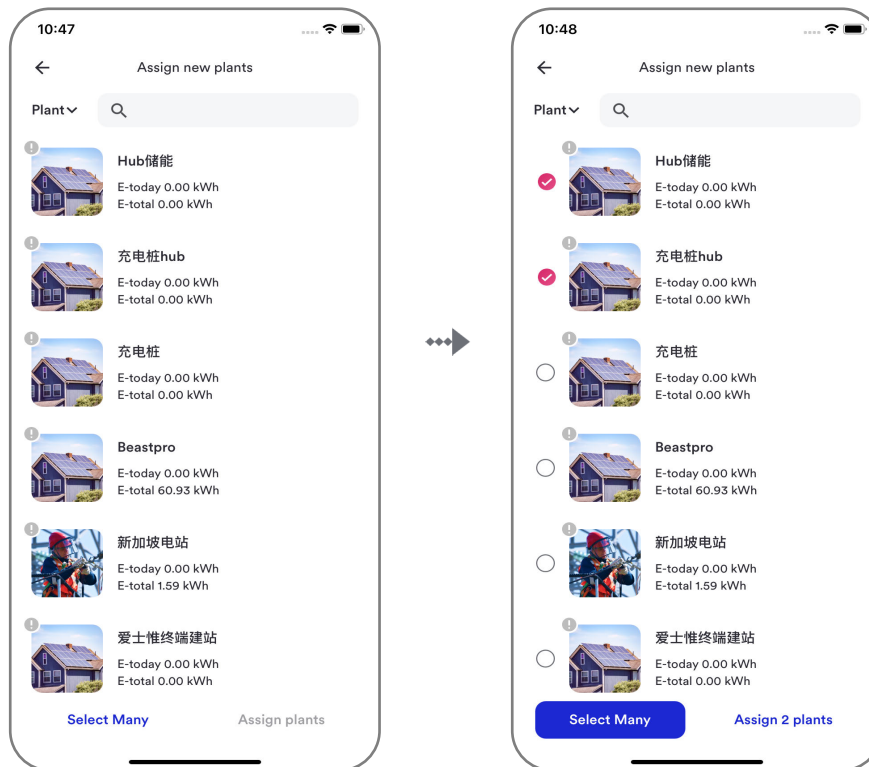 10:47
Assign new plants
Plant
Hub储能
E-today 0.00 kWh
E-total 0.00 kWh
充电桩hub
E-today 0.00 kWh
E-total 0.00 kWh
充电桩
E-today 0.00 kWh
E-total 0.00 kWh
Beastpro
E-today 0.00 kWh
E-total 60.93 kWh
新加坡电站
E-today 0.00 kWh
E-total 1.59 kWh
爱士惟终端建站
E-today 0.00 kWh
E-total 0.00 kWh
Select Many
Assign plants
10:48
Assign new plants
Plant
Hub储能
E-today 0.00 kWh
E-total 0.00 kWh
充电桩hub
E-today 0.00 kWh
E-total 0.00 kWh
充电桩
E-today 0.00 kWh
E-total 0.00 kWh
Beastpro
E-today 0.00 kWh
E-total 60.93 kWh
新加坡电站
E-today 0.00 kWh
E-total 1.59 kWh
爱士惟终端建站
E-today 0.00 kWh
E-total 0.00 kWh
Select Many
Assign 2 plants